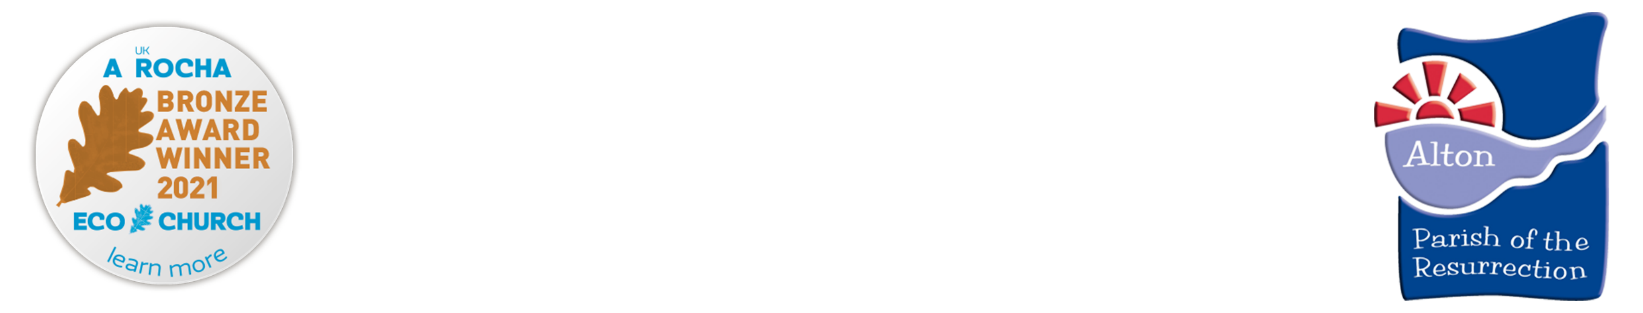 UK
A ROCHA
BRONZE
AWARD
WINNER
2021
ECO CHURCH
learn more
Alton
Parish of the
Resurrection